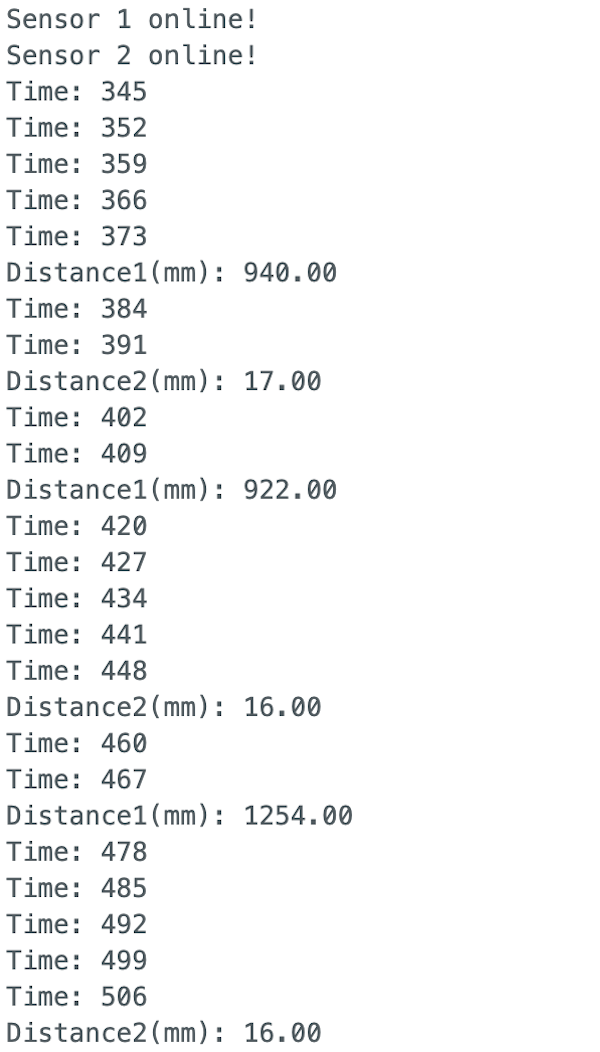 Sensor 1 online!
Sensor 2 online!
Time: 345
Time: 352
Time: 359
Time: 366
Time: 373
Distance1(mm): 940.00
Time: 384
Time: 391
Distance2(mm): 17.00
Time: 402
Time: 409
Distance1(mm): 922.00
Time: 420
Time: 427
Time: 434
Time: 441
Time: 448
Distance2(mm): 16.00
Time: 460
Time: 467
Distance1(mm): 1254.00
Time: 478
Time: 485
Time: 492
Time: 499
Time: 506
Distance2(mm): 16.00